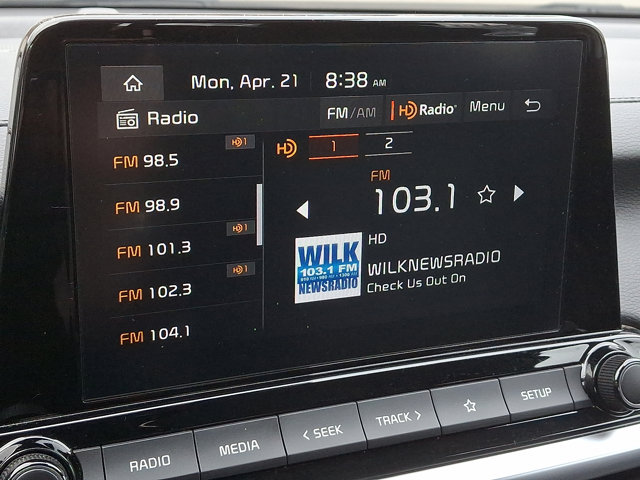 Mon, Apr. 21 8:38 AM
Radio FM/AM HD Radio Menu
HD1
FM 98.5
FM 98.9
HD1
FM 101.3
HD1
FM 102.3
FM 104.1
HD 1 2
FM
103.1
HD
WILKNEWSRADIO
Check Us Out On
WILK
103.1 FM
NEWSRADIO
RADIO MEDIA < SEEK TRACK > SETUP